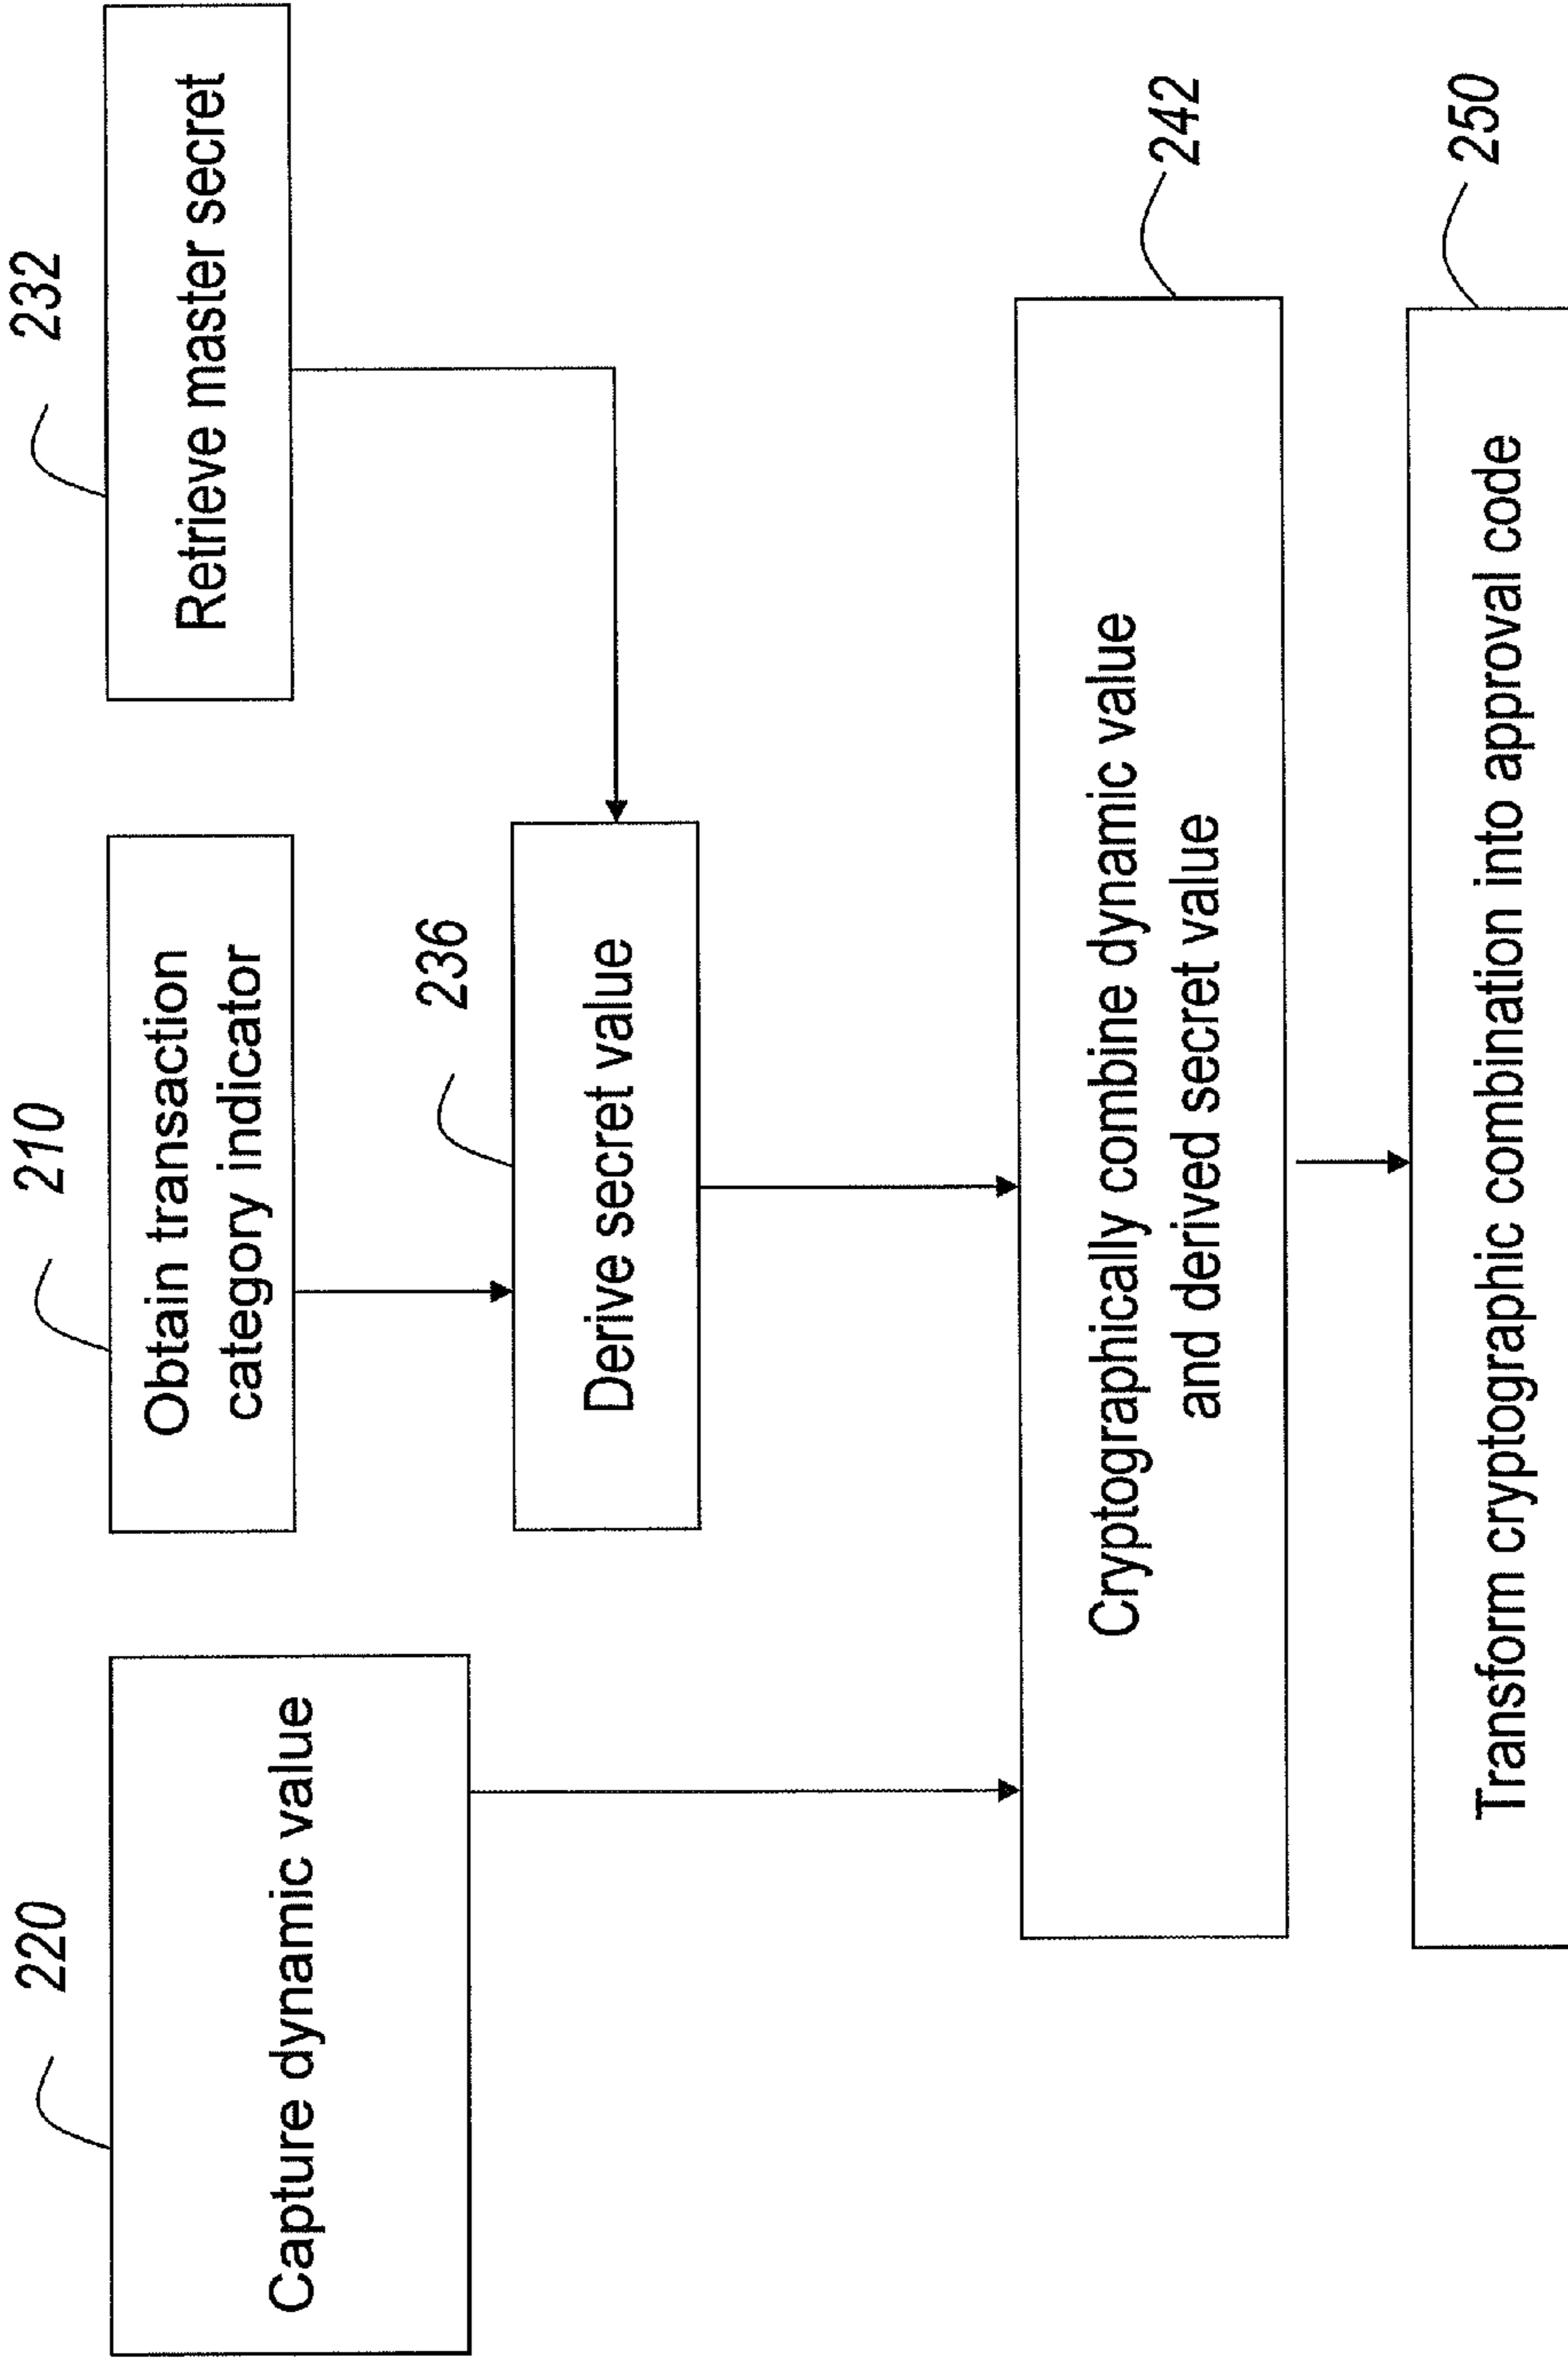 220
Capture dynamic value
210
Obtain transaction
category indicator
232
Retrieve master secret
236
Derive secret value
242
Cryptographically combine dynamic value
and derived secret value
250
Transform cryptographic combination into approval code